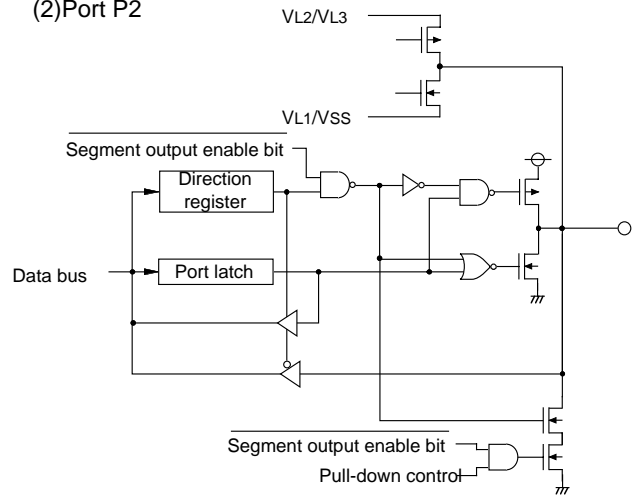 (2)Port P2
VL2/VL3
VL1/VSS
Segment output enable bit
Direction
register
Data bus
Port latch
Segment output enable bit
Pull-down control